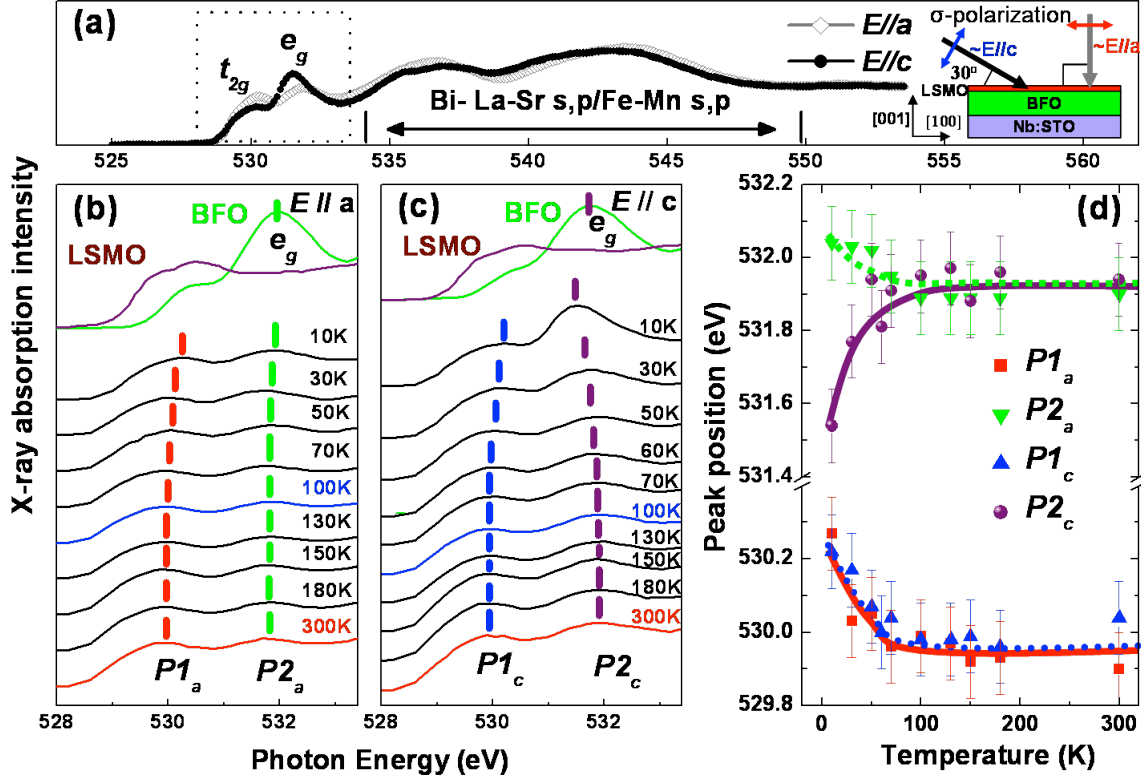 (a)
t2g
eg
E//a
E//c
σ-polarization
~E//c
~E//a
30º
LSMO
BFO
Nb:STO
[001]
[100]
Bi- La-Sr s,p/Fe-Mn s,p
525 530 535 540 545 550 555 560
X-ray absorption intensity
(b)
E // a
BFO
eg
LSMO
10K
30K
50K
70K
100K
130K
150K
180K
300K
P1a
P2a
528 530 532
(c)
E // c
BFO
eg
LSMO
10K
30K
50K
60K
70K
100K
130K
150K
180K
300K
P1c
P2c
528 530 532
Photon Energy (eV)
(d)
Peak position (eV)
532.2
532.0
531.8
531.6
531.4
530.4
530.2
530.0
529.8
P1a
P2a
P1c
P2c
0 100 200 300
Temperature (K)